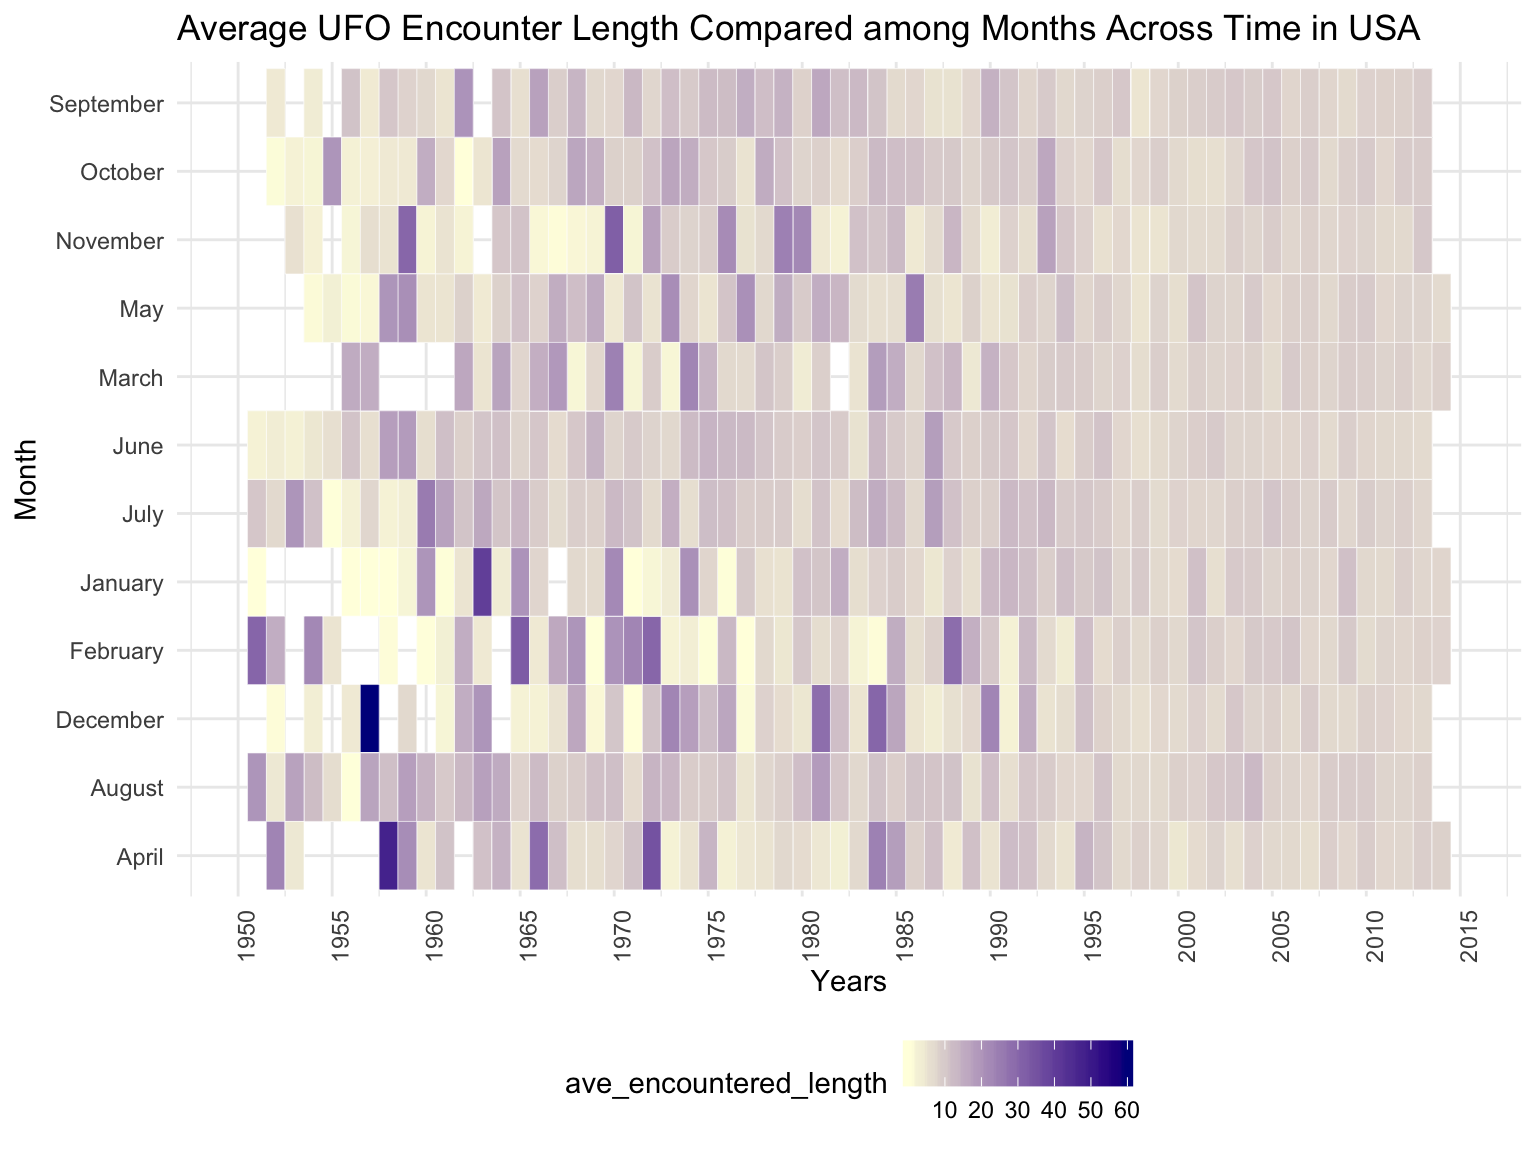 Average UFO Encounter Length Compared among Months Across Time in USA
September
October
November
May
March
June
July
January
February
December
August
April
Month
1950
1955
1960
1965
1970
1975
1980
1985
1990
1995
2000
2005
2010
2015
Years
ave_encountered_length
10 20 30 40 50 60